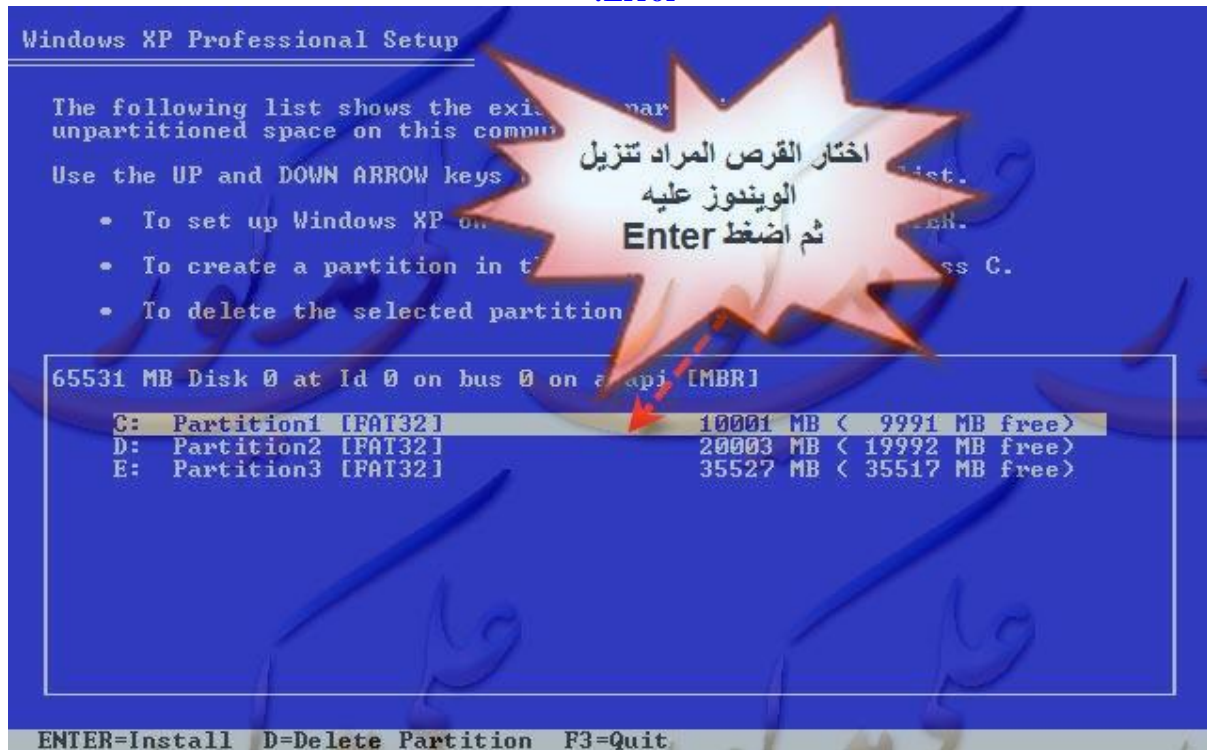 Windows XP Professional Setup
The following list shows the
unpartitioned space on this
Use the UP and DOWN ARROW keys
• To set up Windows XP on
• To create a partition in
press C.
• To delete the selected partition
اختار القرص المراد تنزيل
الويندوز عليه
ثم اضغط Enter
65531 MB Disk 0 at Id 0 on bus 0 on atapi [MBR]
C: Partition1 [FAT32] 10001 MB ( 9991 MB free)
D: Partition2 [FAT32] 20003 MB ( 19992 MB free)
E: Partition3 [FAT32] 35527 MB ( 35517 MB free)
ENTER=Install D=Delete Partition F3=Quit